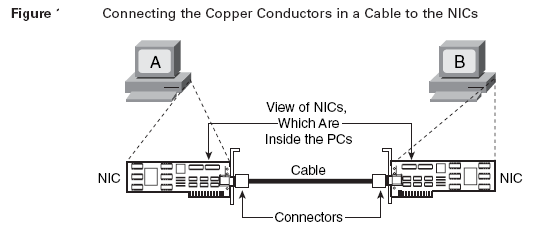 Figure Connecting the Copper Conductors in a Cable to the NICs
A
B
View of NICs,
Which Are
Inside the PCs
NIC
Cable
NIC
Connectors